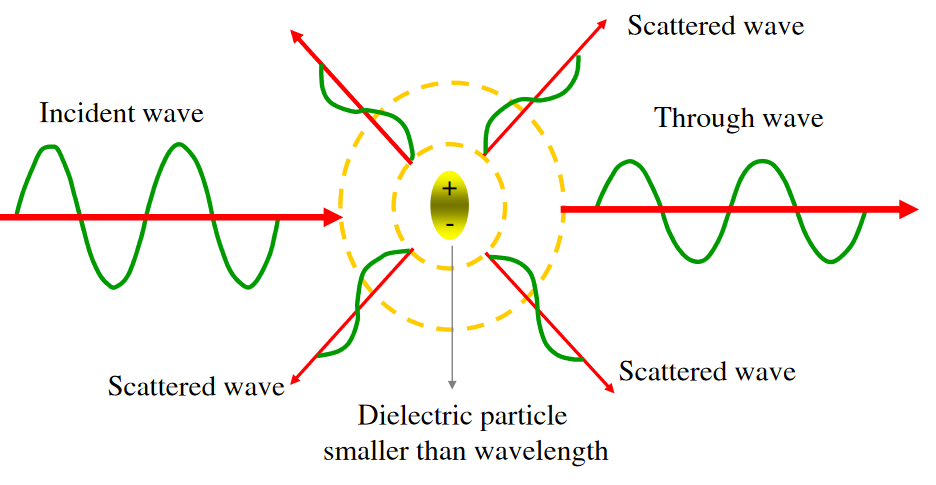 Scattered wave
Incident wave
Through wave
+
-
Scattered wave
Scattered wave
Dielectric particle
smaller than wavelength